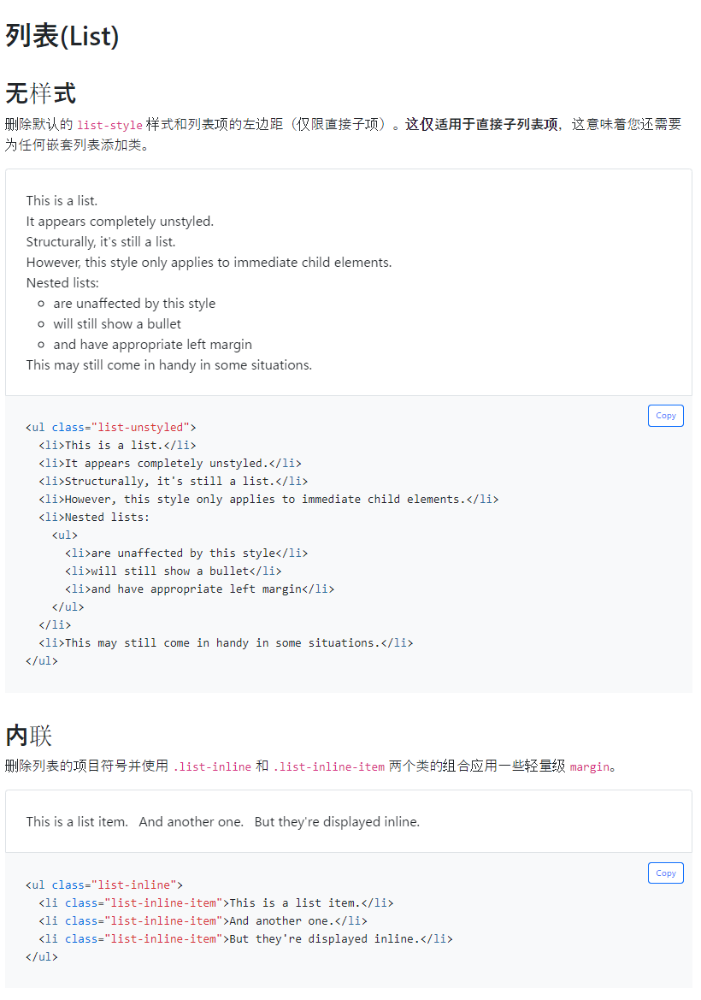 列表(List)
无样式
删除默认的 list-style 样式和列表项的左边距（仅限直接子项）。这仅适用于直接子列表项，这意味着您还需要
为任何嵌套列表添加类。
This is a list.
It appears completely unstyled.
Structurally, it's still a list.
However, this style only applies to immediate child elements.
Nested lists:
are unaffected by this style
will still show a bullet
and have appropriate left margin
This may still come in handy in some situations.
Copy
<ul class="list-unstyled">
  <li>This is a list.</li>
  <li>It appears completely unstyled.</li>
  <li>Structurally, it's still a list.</li>
  <li>However, this style only applies to immediate child elements.</li>
  <li>Nested lists:
    <ul>
      <li>are unaffected by this style</li>
      <li>will still show a bullet</li>
      <li>and have appropriate left margin</li>
    </ul>
  </li>
  <li>This may still come in handy in some situations.</li>
</ul>
内联
删除列表的项目符号并使用 .list-inline 和 .list-inline-item 两个类的组合应用一些轻量级 margin。
This is a list item. And another one. But they're displayed inline.
Copy
<ul class="list-inline">
  <li class="list-inline-item">This is a list item.</li>
  <li class="list-inline-item">And another one.</li>
  <li class="list-inline-item">But they're displayed inline.</li>
</ul>